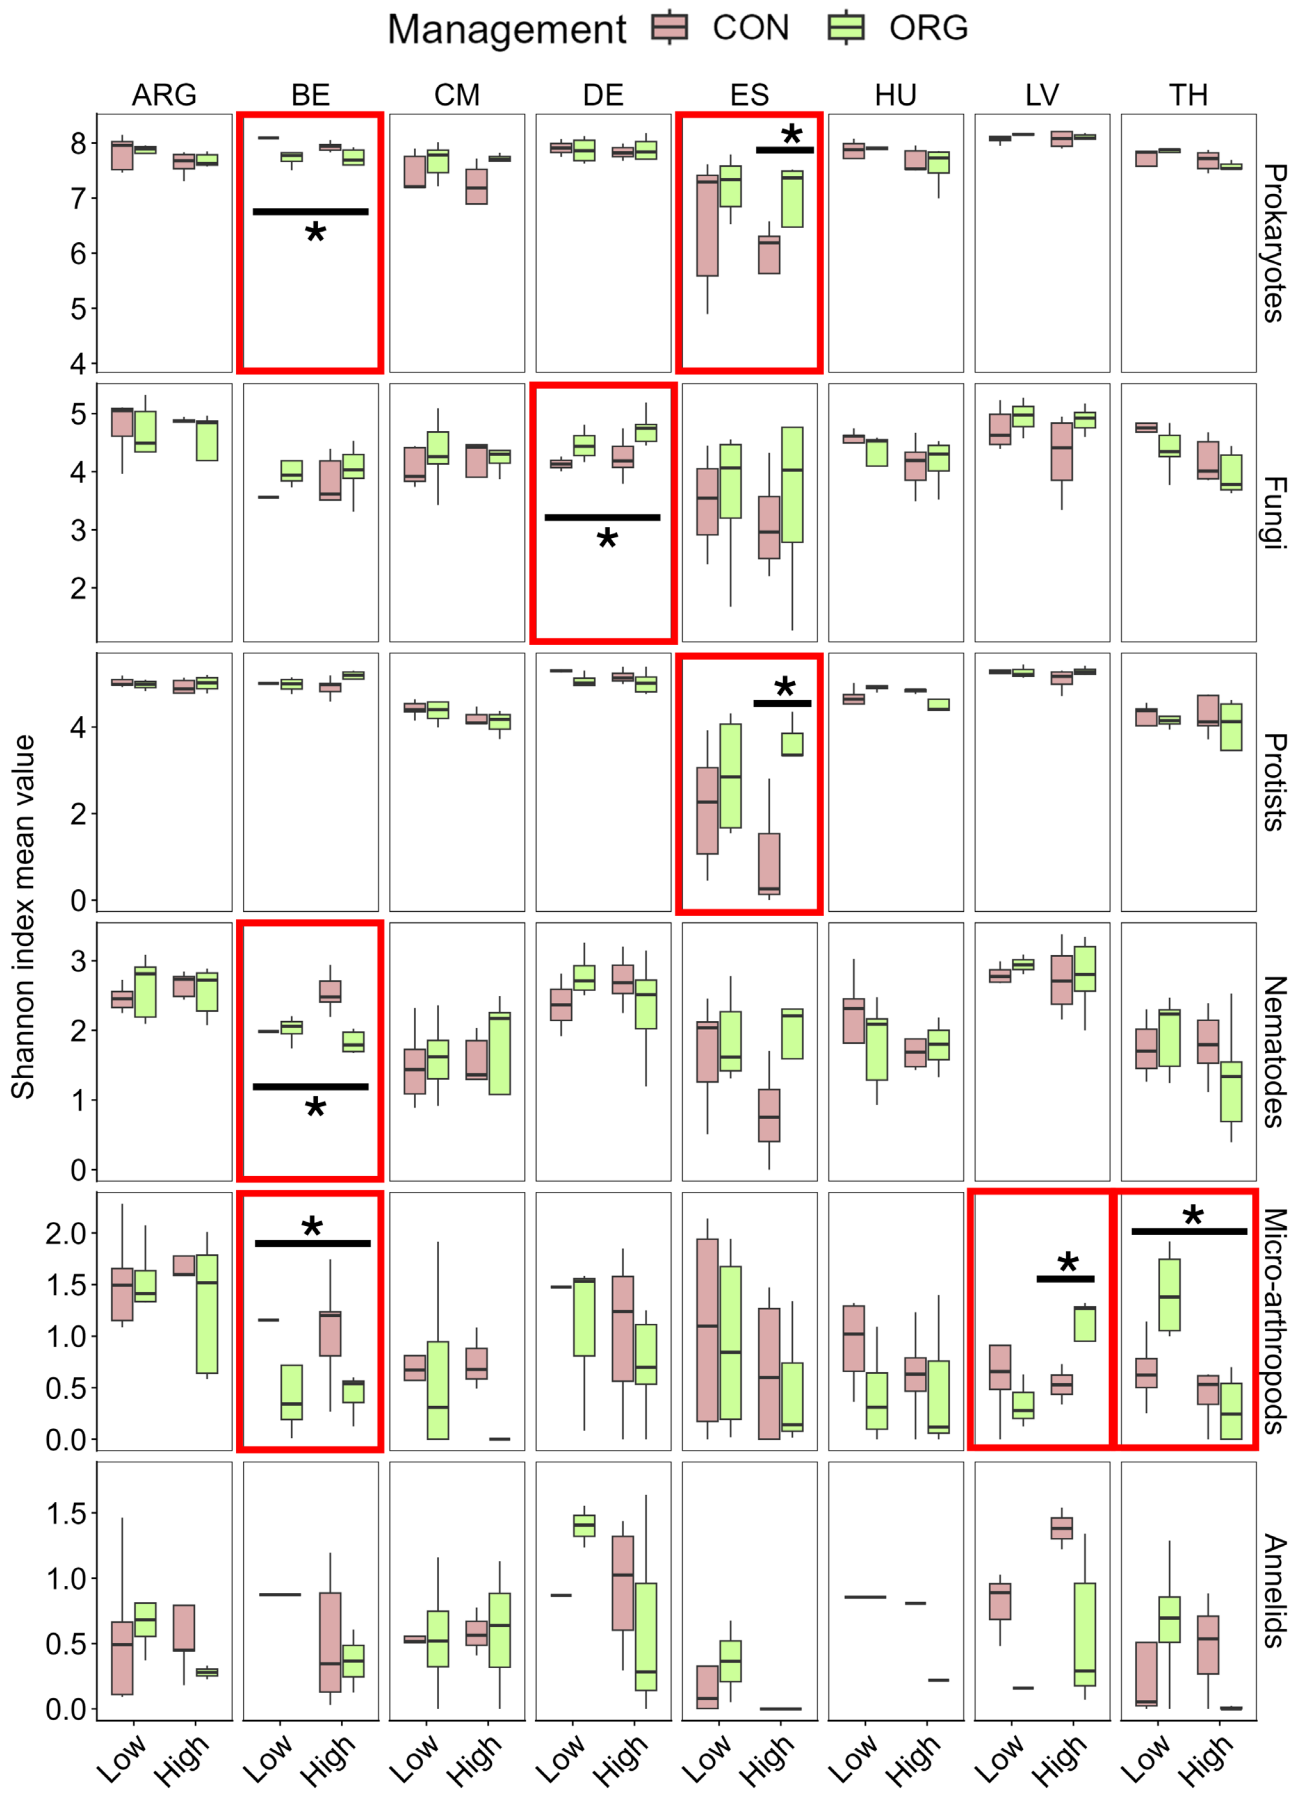 Management CON ORG
ARG BE CM DE ES HU LV TH
Shannon index mean value
8
7
6
5
4
* *
Prokaryotes
5
4
3
2
*
Fungi
4
2
0
*
Protists
3
2
1
0
*
Nematodes
2.0
1.5
1.0
0.5
0.0
* * *
Micro-arthropods
1.5
1.0
0.5
0.0
Annelids
Low High Low High Low High Low High Low High Low High Low High Low High